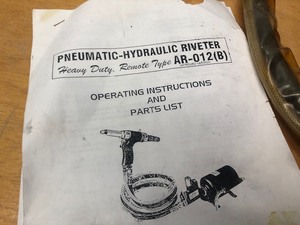 PNEUMATIC-HYDRAULIC RIVETER
Heavy Duty, Remote Type AR-012(B)
OPERATING INSTRUCTIONS
AND
PARTS LIST